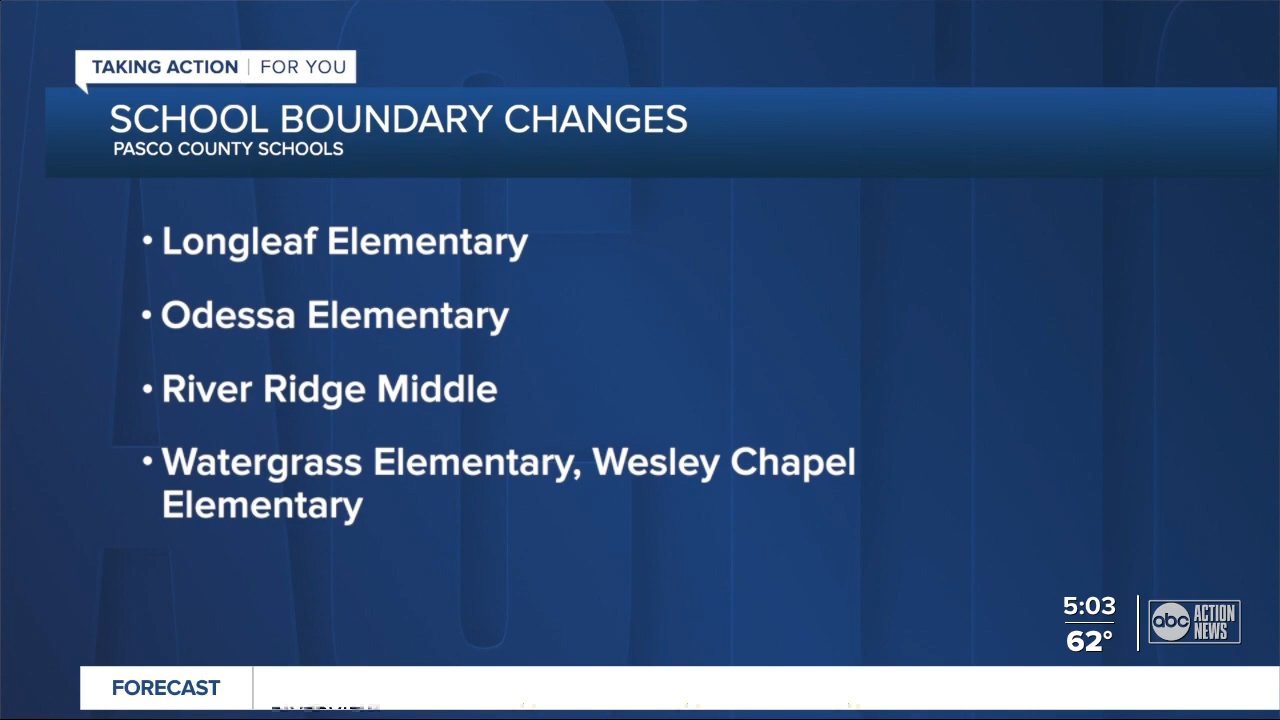 TAKING ACTION | FOR YOU
SCHOOL BOUNDARY CHANGES
PASCO COUNTY SCHOOLS
• Longleaf Elementary
• Odessa Elementary
• River Ridge Middle
• Watergrass Elementary, Wesley Chapel
Elementary
5:03
62°
abc ACTION
NEWS
FORECAST